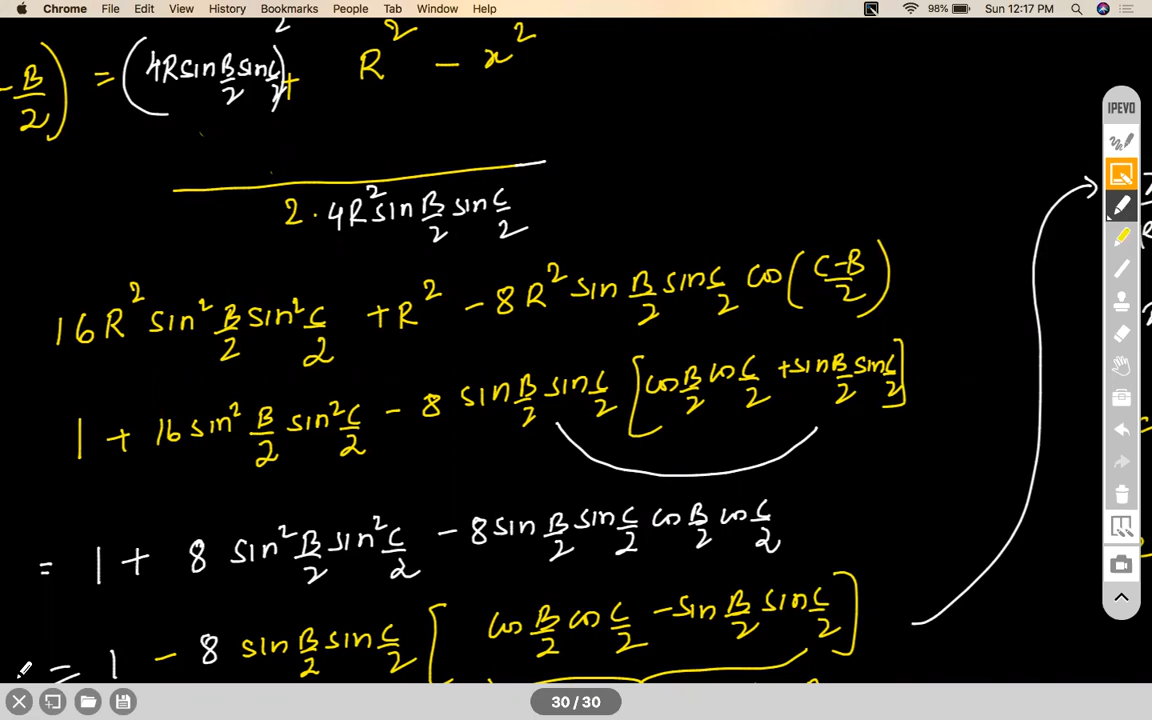 Chrome File Edit View History Bookmarks People Tab Window Help 98% Sun 12:17 PM
- B/2) = (4R sin B/2 sin C/2)² + R² - x²
2 · 4R² sin B/2 sin C/2
16R² sin² B/2 sin² C/2 + R² - 8R² sin B/2 sin C/2 cos (C-B/2)
1 + 16 sin² B/2 sin² C/2 - 8 sin B/2 sin C/2 [cos B/2 cos C/2 + sin B/2 sin C/2]
= 1 + 8 sin² B/2 sin² C/2 - 8 sin B/2 sin C/2 cos B/2 cos C/2
= 1 - 8 sin B/2 sin C/2 [cos B/2 cos C/2 - sin B/2 sin C/2]
IPEVO
30 / 30